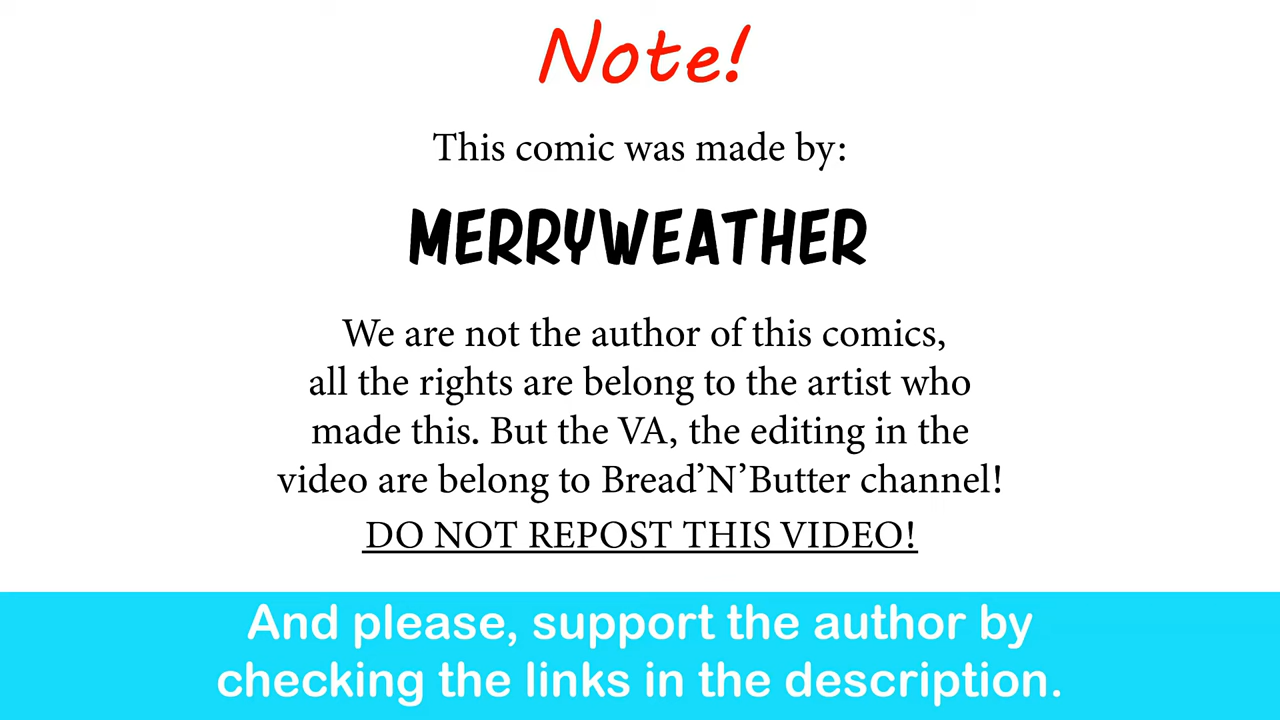 Note!
This comic was made by:
MERRYWEATHER
We are not the author of this comics,
all the rights are belong to the artist who
made this. But the VA, the editing in the
video are belong to Bread’N’Butter channel!
DO NOT REPOST THIS VIDEO!
And please, support the author by
checking the links in the description.